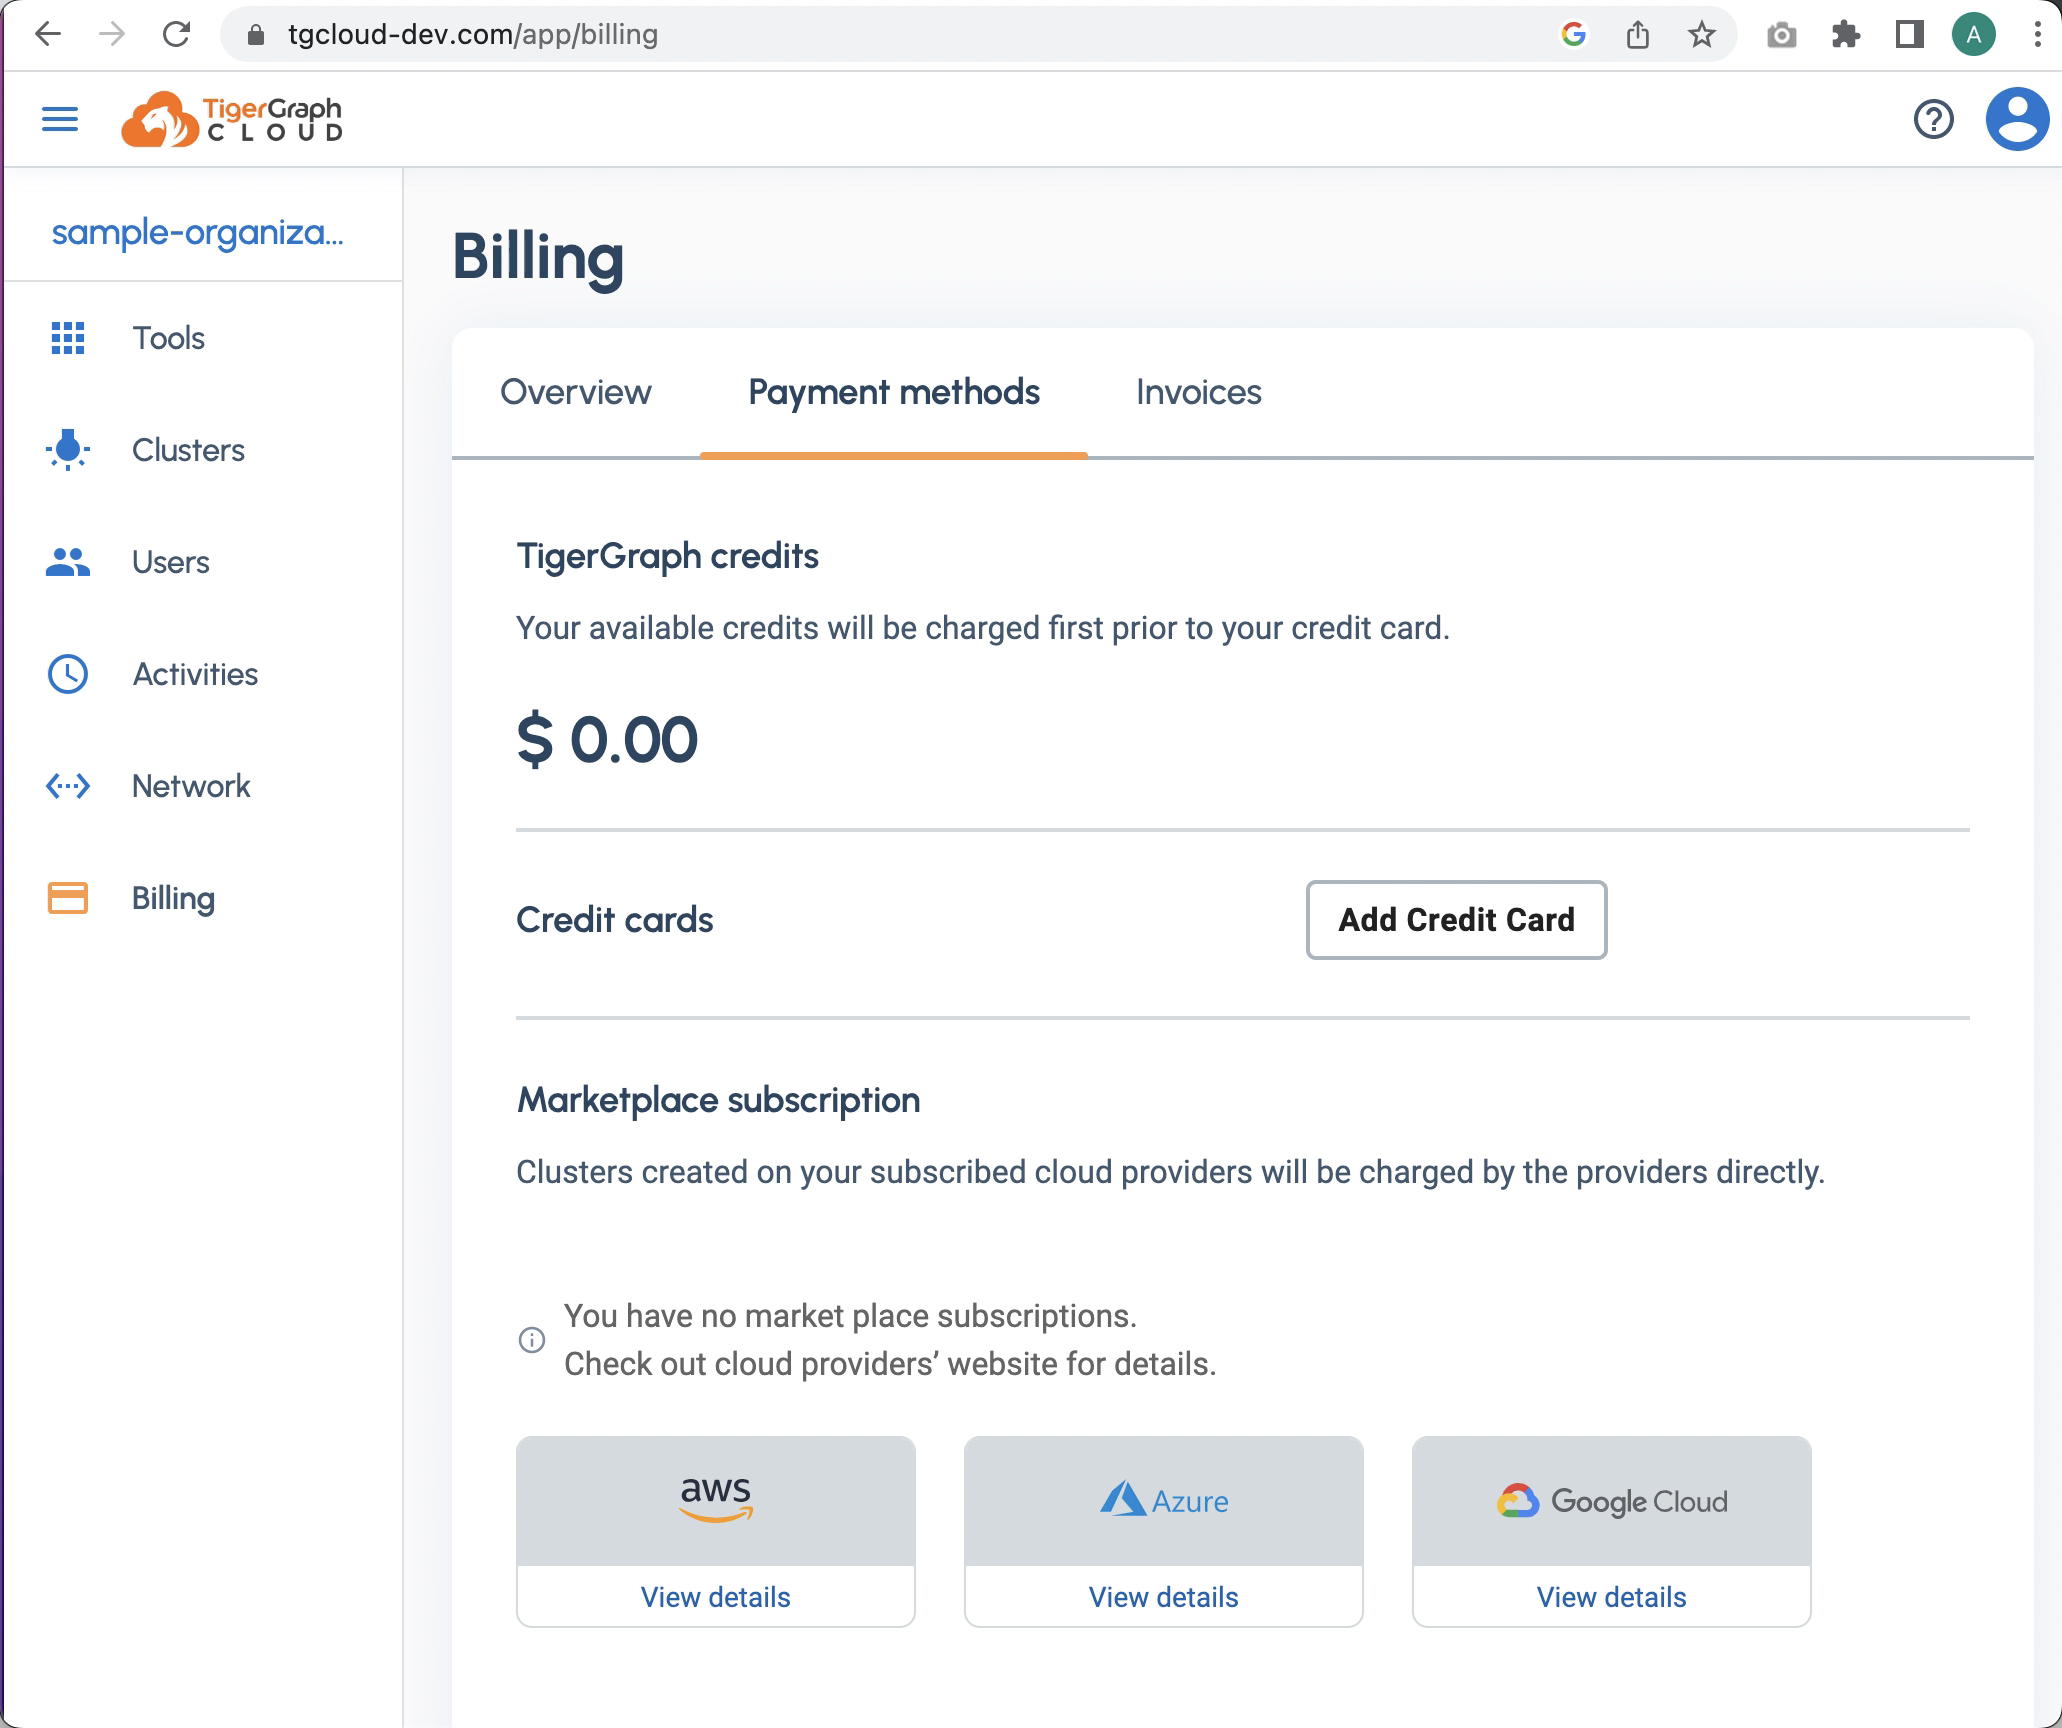 tgcloud-dev.com/app/billing
A
TigerGraph
CLOUD
sample-organiza...
Billing
Tools
Overview
Payment methods
Invoices
Clusters
Users
TigerGraph credits
Your available credits will be charged first prior to your credit card.
Activities
$ 0.00
Network
Billing
Credit cards
Add Credit Card
Marketplace subscription
Clusters created on your subscribed cloud providers will be charged by the providers directly.
You have no market place subscriptions.
Check out cloud providers’ website for details.
aws
Azure
Google Cloud
View details
View details
View details